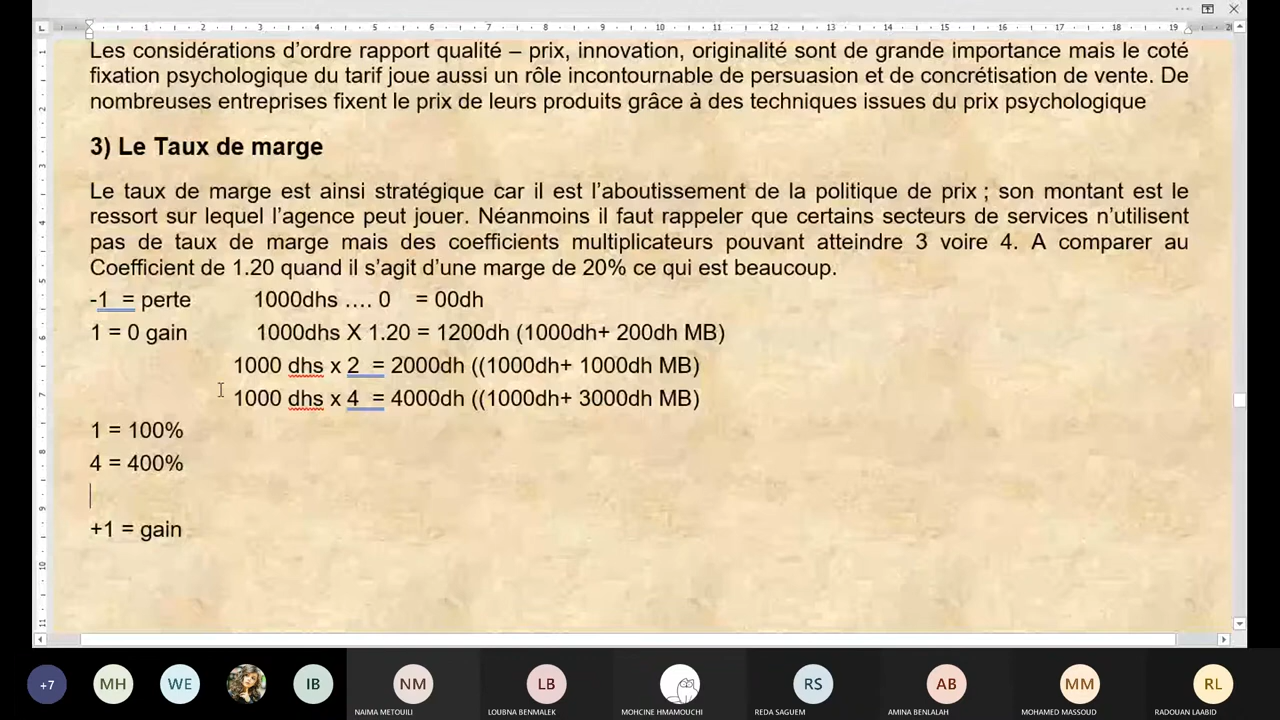 Les considérations d’ordre rapport qualité – prix, innovation, originalité sont de grande importance mais le coté
fixation psychologique du tarif joue aussi un rôle incontournable de persuasion et de concrétisation de vente. De
nombreuses entreprises fixent le prix de leurs produits grâce à des techniques issues du prix psychologique
3) Le Taux de marge
Le taux de marge est ainsi stratégique car il est l’aboutissement de la politique de prix ; son montant est le
ressort sur lequel l’agence peut jouer. Néanmoins il faut rappeler que certains secteurs de services n’utilisent
pas de taux de marge mais des coefficients multiplicateurs pouvant atteindre 3 voire 4. A comparer au
Coefficient de 1.20 quand il s’agit d’une marge de 20% ce qui est beaucoup.
-1 = perte 1000dhs …. 0 = 00dh
1 = 0 gain 1000dhs X 1.20 = 1200dh (1000dh+ 200dh MB)
1000 dhs x 2 = 2000dh ((1000dh+ 1000dh MB)
1000 dhs x 4 = 4000dh ((1000dh+ 3000dh MB)
1 = 100%
4 = 400%
+1 = gain
+7 MH WE IB NM LB RS AB MM RL
NAIMA METOUILI LOUBNA BENMALEK MOHCINE HMAMOUCHI REDA SAGUEM AMINA BENLALAH MOHAMED MASSOUD RADOUAN LAABID